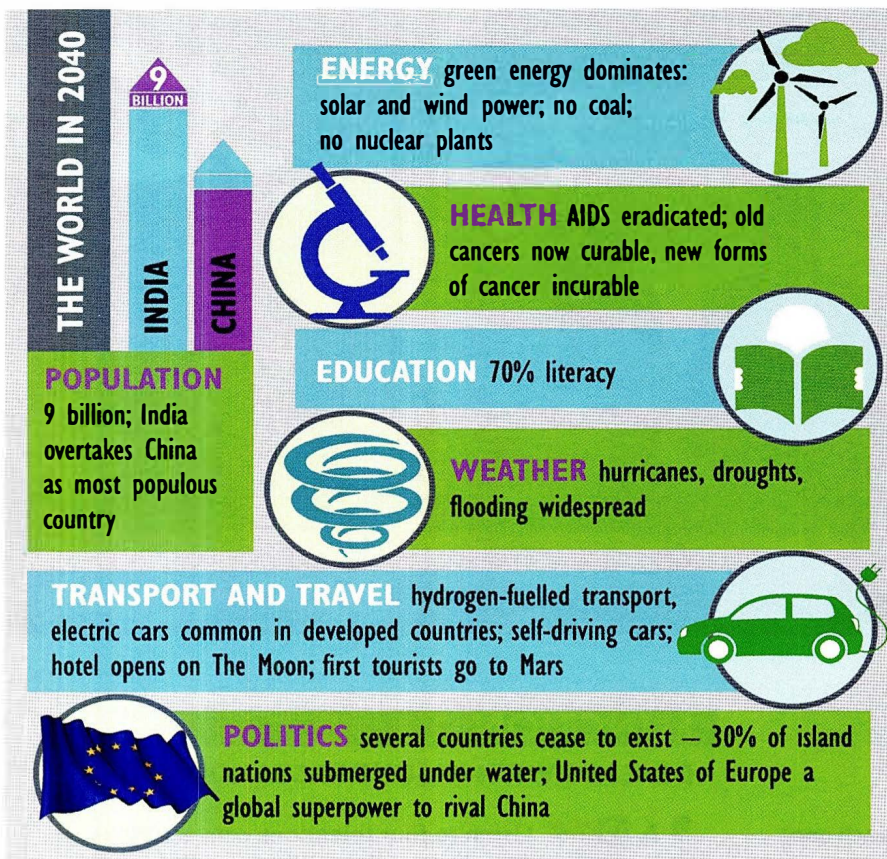 THE WORLD IN 2040
9
BILLION
INDIA
CHINA
POPULATION
9 billion; India
overtakes China
as most populous
country
ENERGY green energy dominates:
solar and wind power; no coal;
no nuclear plants
HEALTH AIDS eradicated; old
cancers now curable, new forms
of cancer incurable
EDUCATION 70% literacy
WEATHER hurricanes, droughts,
flooding widespread
TRANSPORT AND TRAVEL hydrogen-fuelled transport,
electric cars common in developed countries; self-driving cars;
hotel opens on The Moon; first tourists go to Mars
POLITICS several countries cease to exist — 30% of island
nations submerged under water; United States of Europe a
global superpower to rival China